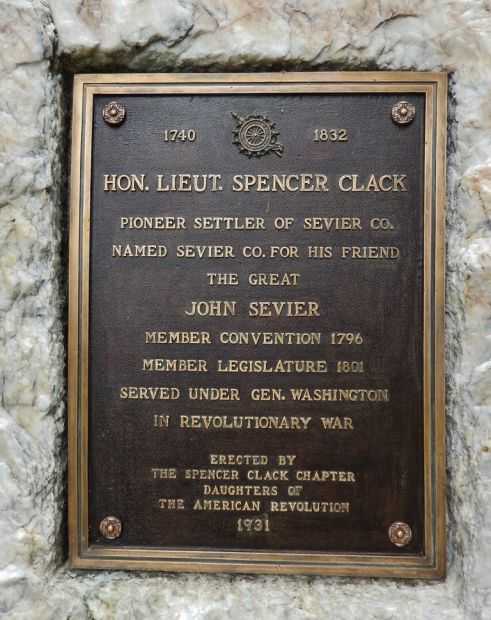 1740 1832
HON. LIEUT. SPENCER CLACK
PIONEER SETTLER OF SEVIER CO.
NAMED SEVIER CO. FOR HIS FRIEND
THE GREAT
JOHN SEVIER
MEMBER CONVENTION 1796
MEMBER LEGISLATURE 1801
SERVED UNDER GEN. WASHINGTON
IN REVOLUTIONARY WAR
ERECTED BY
THE SPENCER CLACK CHAPTER
DAUGHTERS OF
THE AMERICAN REVOLUTION
1931